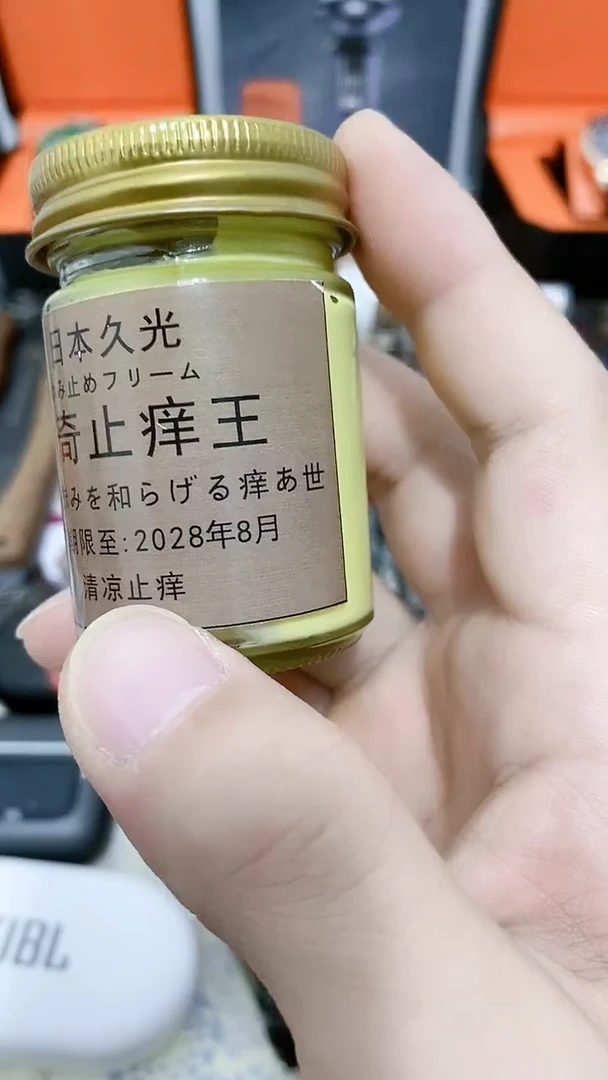 日本久光
み止めフリーム
奇止痒王
みを和らげる痒あ世
期限至:2028年8月
清凉止痒
JBL